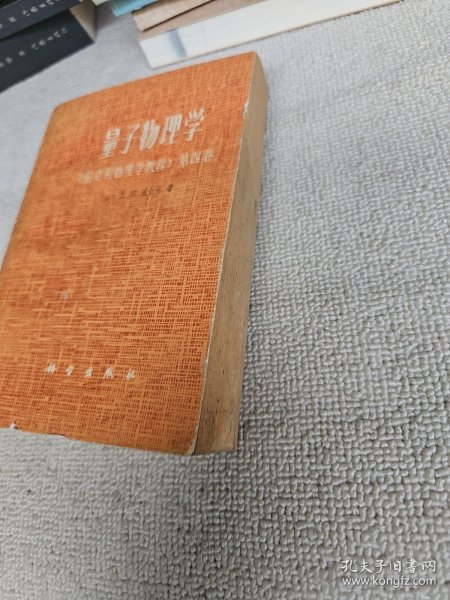 量子物理学
《伯克利物理学教程》第四卷
著
科学出版社
孔夫子旧书网
www.kongfz.com